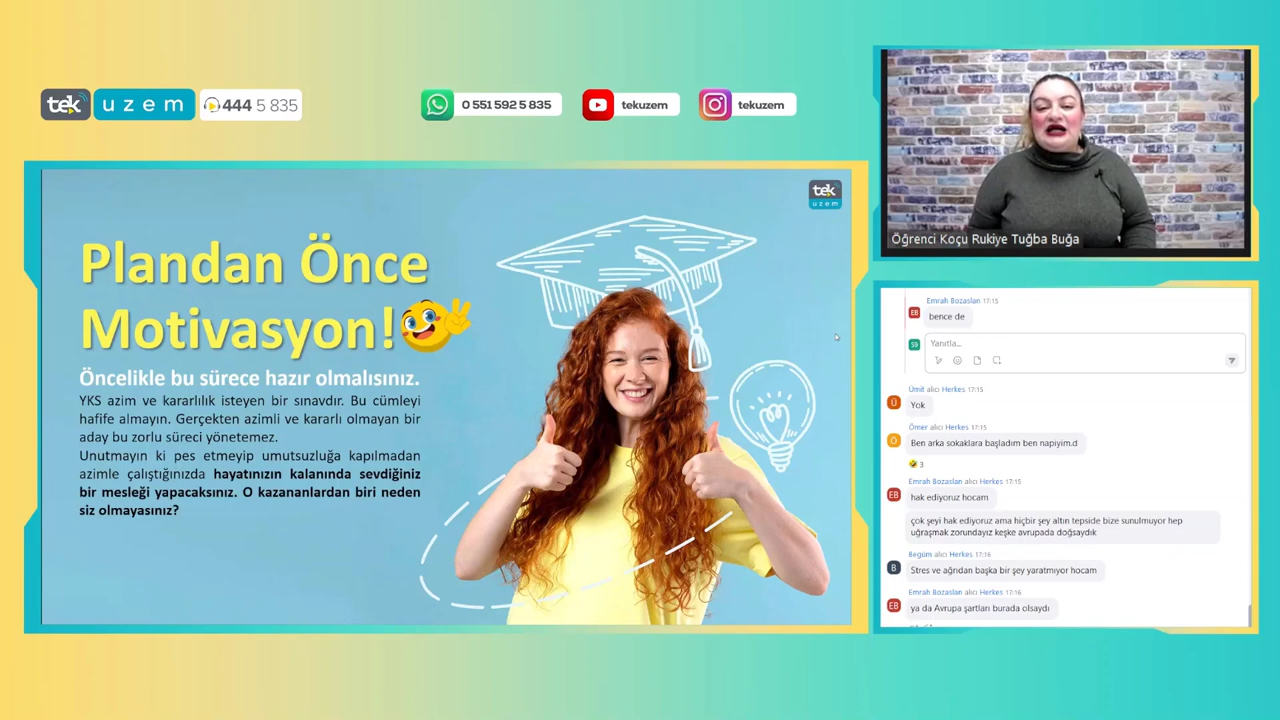 tek
uzem
444 5 835
0 551 592 5 835
tekuzem
tekuzem
tek
uzem
Plandan Önce
Motivasyon!
Öncelikle bu sürece hazır olmalısınız.
YKS azim ve kararlılık isteyen bir sınavdır. Bu cümleyi
hafife almayın. Gerçekten azimli ve kararlı olmayan bir
aday bu zorlu süreci yönetemez.
Unutmayın ki pes etmeyip umutsuzluğa kapılmadan
azimle çalıştığınızda hayatınızın kalanında sevdiğiniz
bir mesleği yapacaksınız. O kazananlardan biri neden
siz olmayasınız?
Öğrenci Koçu Rukiye Tuğba Buğa
Emrah Bozaslan 17:15
EB
bence de
Yanıtla...
Ümit alıcı Herkes 17:15
Ü
Yok
Ömer alıcı Herkes 17:15
Ö
Ben arka sokaklara başladım ben napiyim.d
3
Emrah Bozaslan alıcı Herkes 17:15
EB
hak ediyoruz hocam
çok şeyi hak ediyoruz ama hiçbir şey altın tepside bize sunulmuyor hep
uğraşmak zorundayız keşke avrupada doğsaydık
Begüm alıcı Herkes 17:16
B
Stres ve ağrıdan başka bir şey yaratmıyor hocam
Emrah Bozaslan alıcı Herkes 17:16
EB
ya da Avrupa şartları burada olsaydı